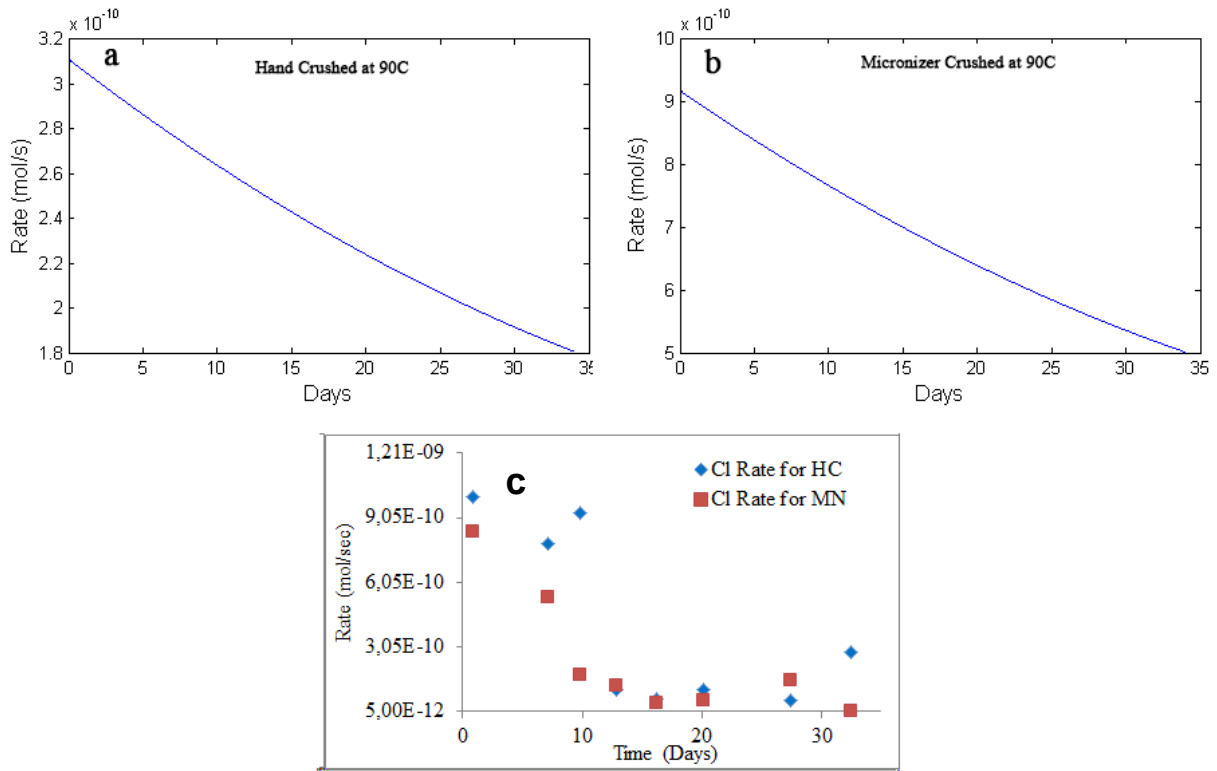 × 10⁻¹⁰
3.2
3
2.8
2.6
2.4
2.2
2
1.8
a
Hand Crushed at 90C
Rate (mol/s)
0 5 10 15 20 25 30 35
Days
× 10⁻¹⁰
10
9
8
7
6
5
b
Micronizer Crushed at 90C
Rate (mol/s)
0 5 10 15 20 25 30 35
Days
1,21E-09
9,05E-10
6,05E-10
3,05E-10
5,00E-12
c
Cl Rate for HC
Cl Rate for MN
Rate (mol/sec)
0 10 20 30
Time (Days)